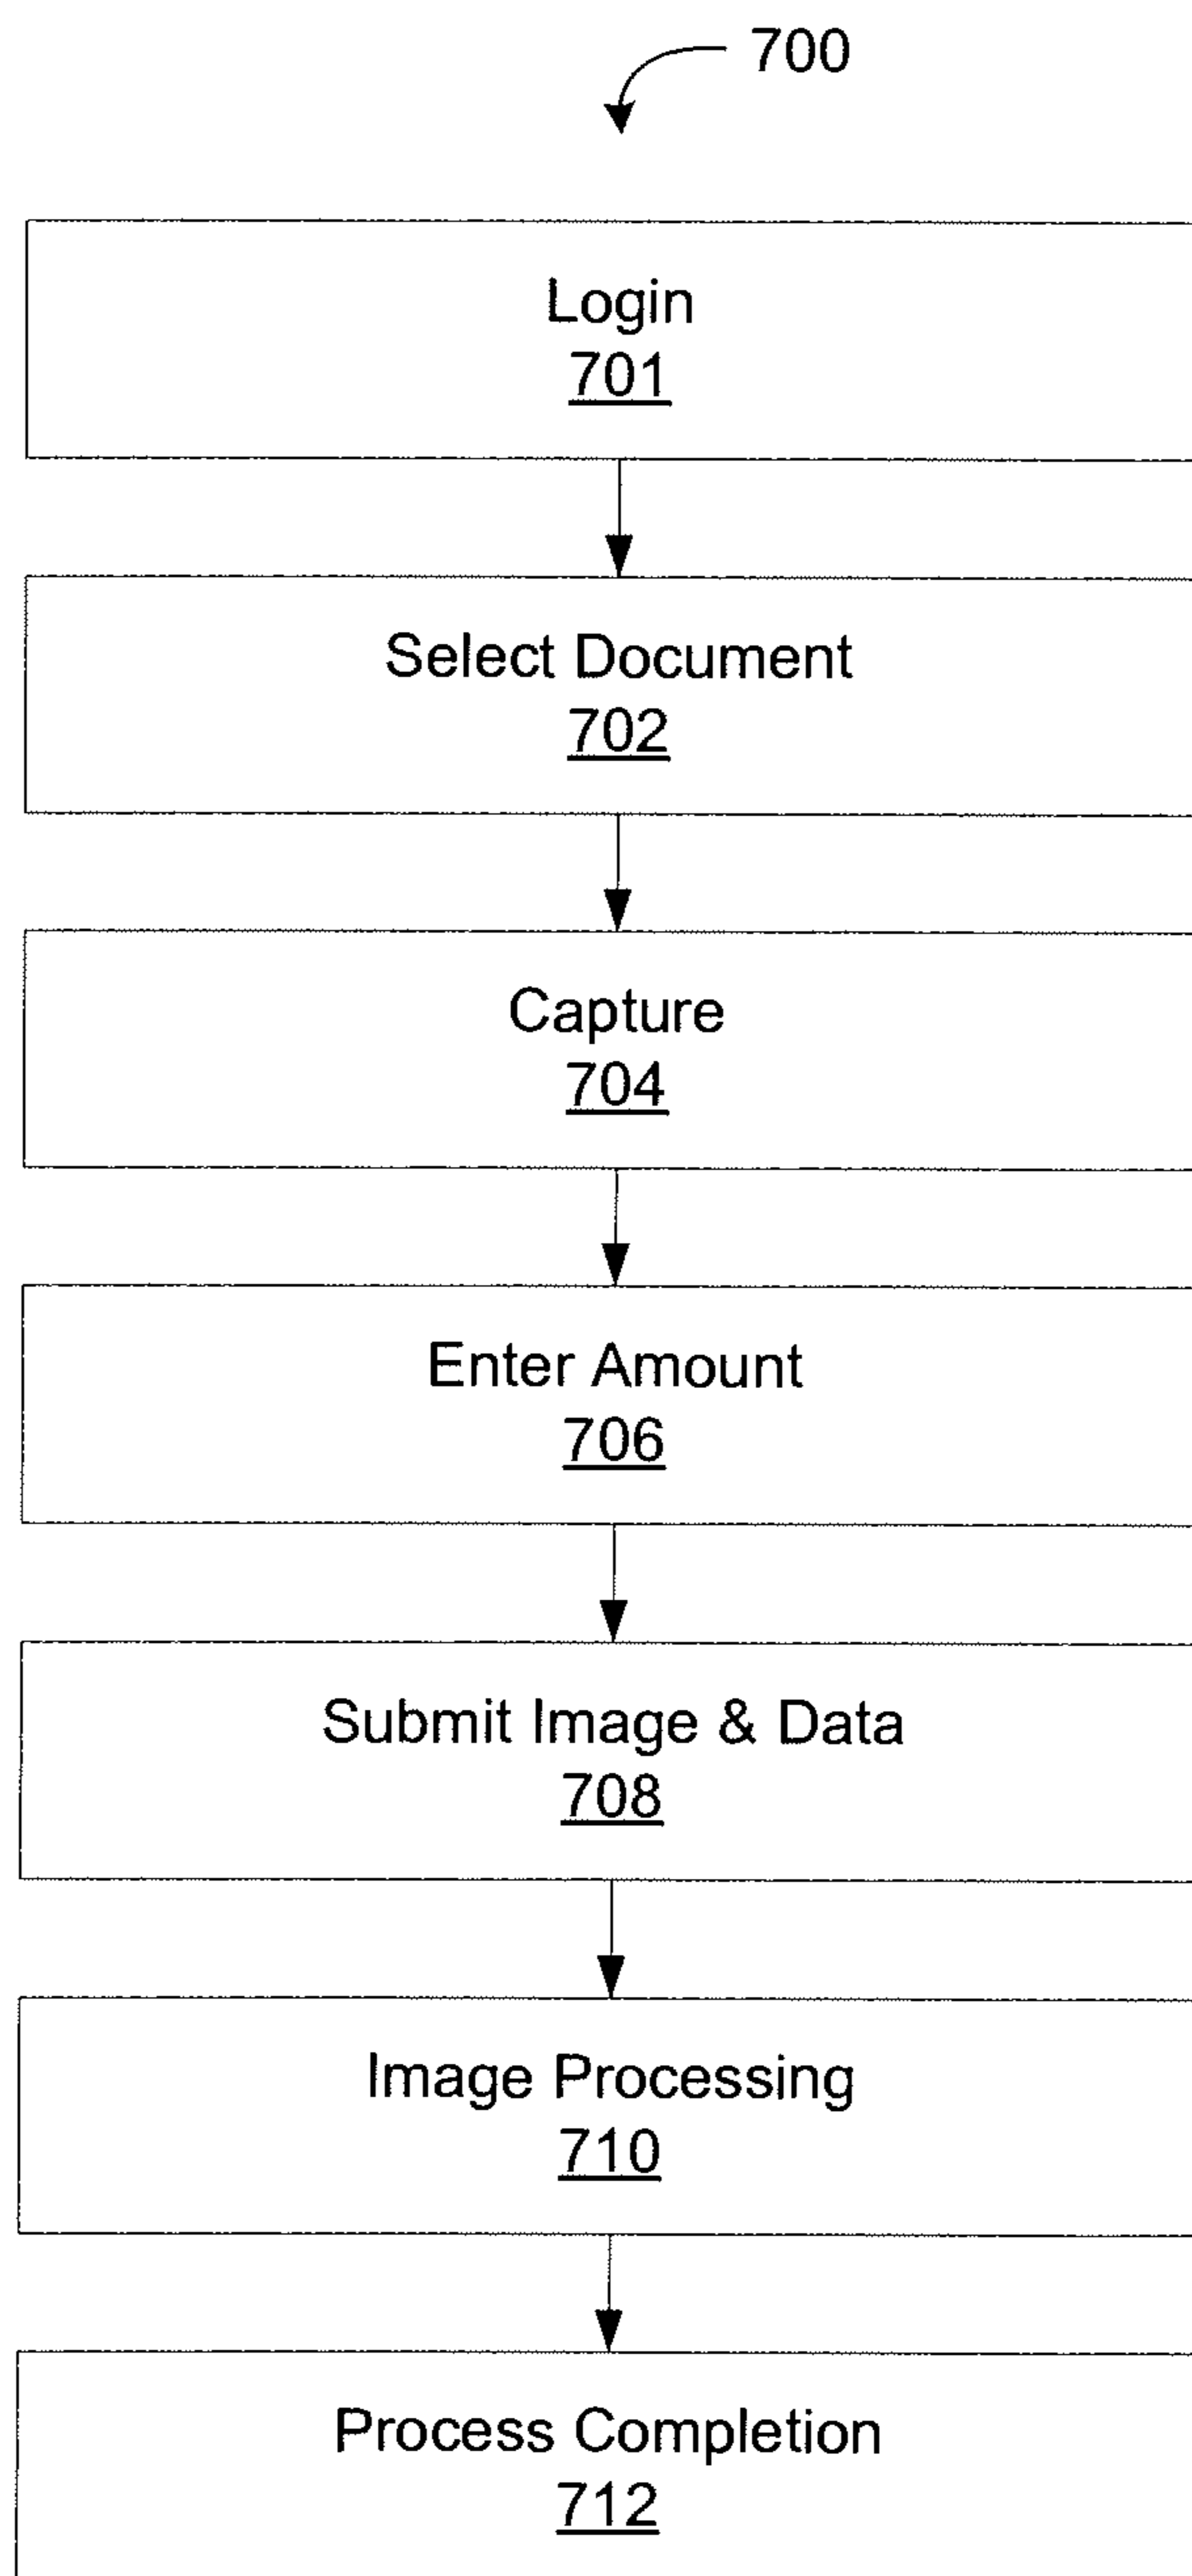 700
Login
701
Select Document
702
Capture
704
Enter Amount
706
Submit Image & Data
708
Image Processing
710
Process Completion
712